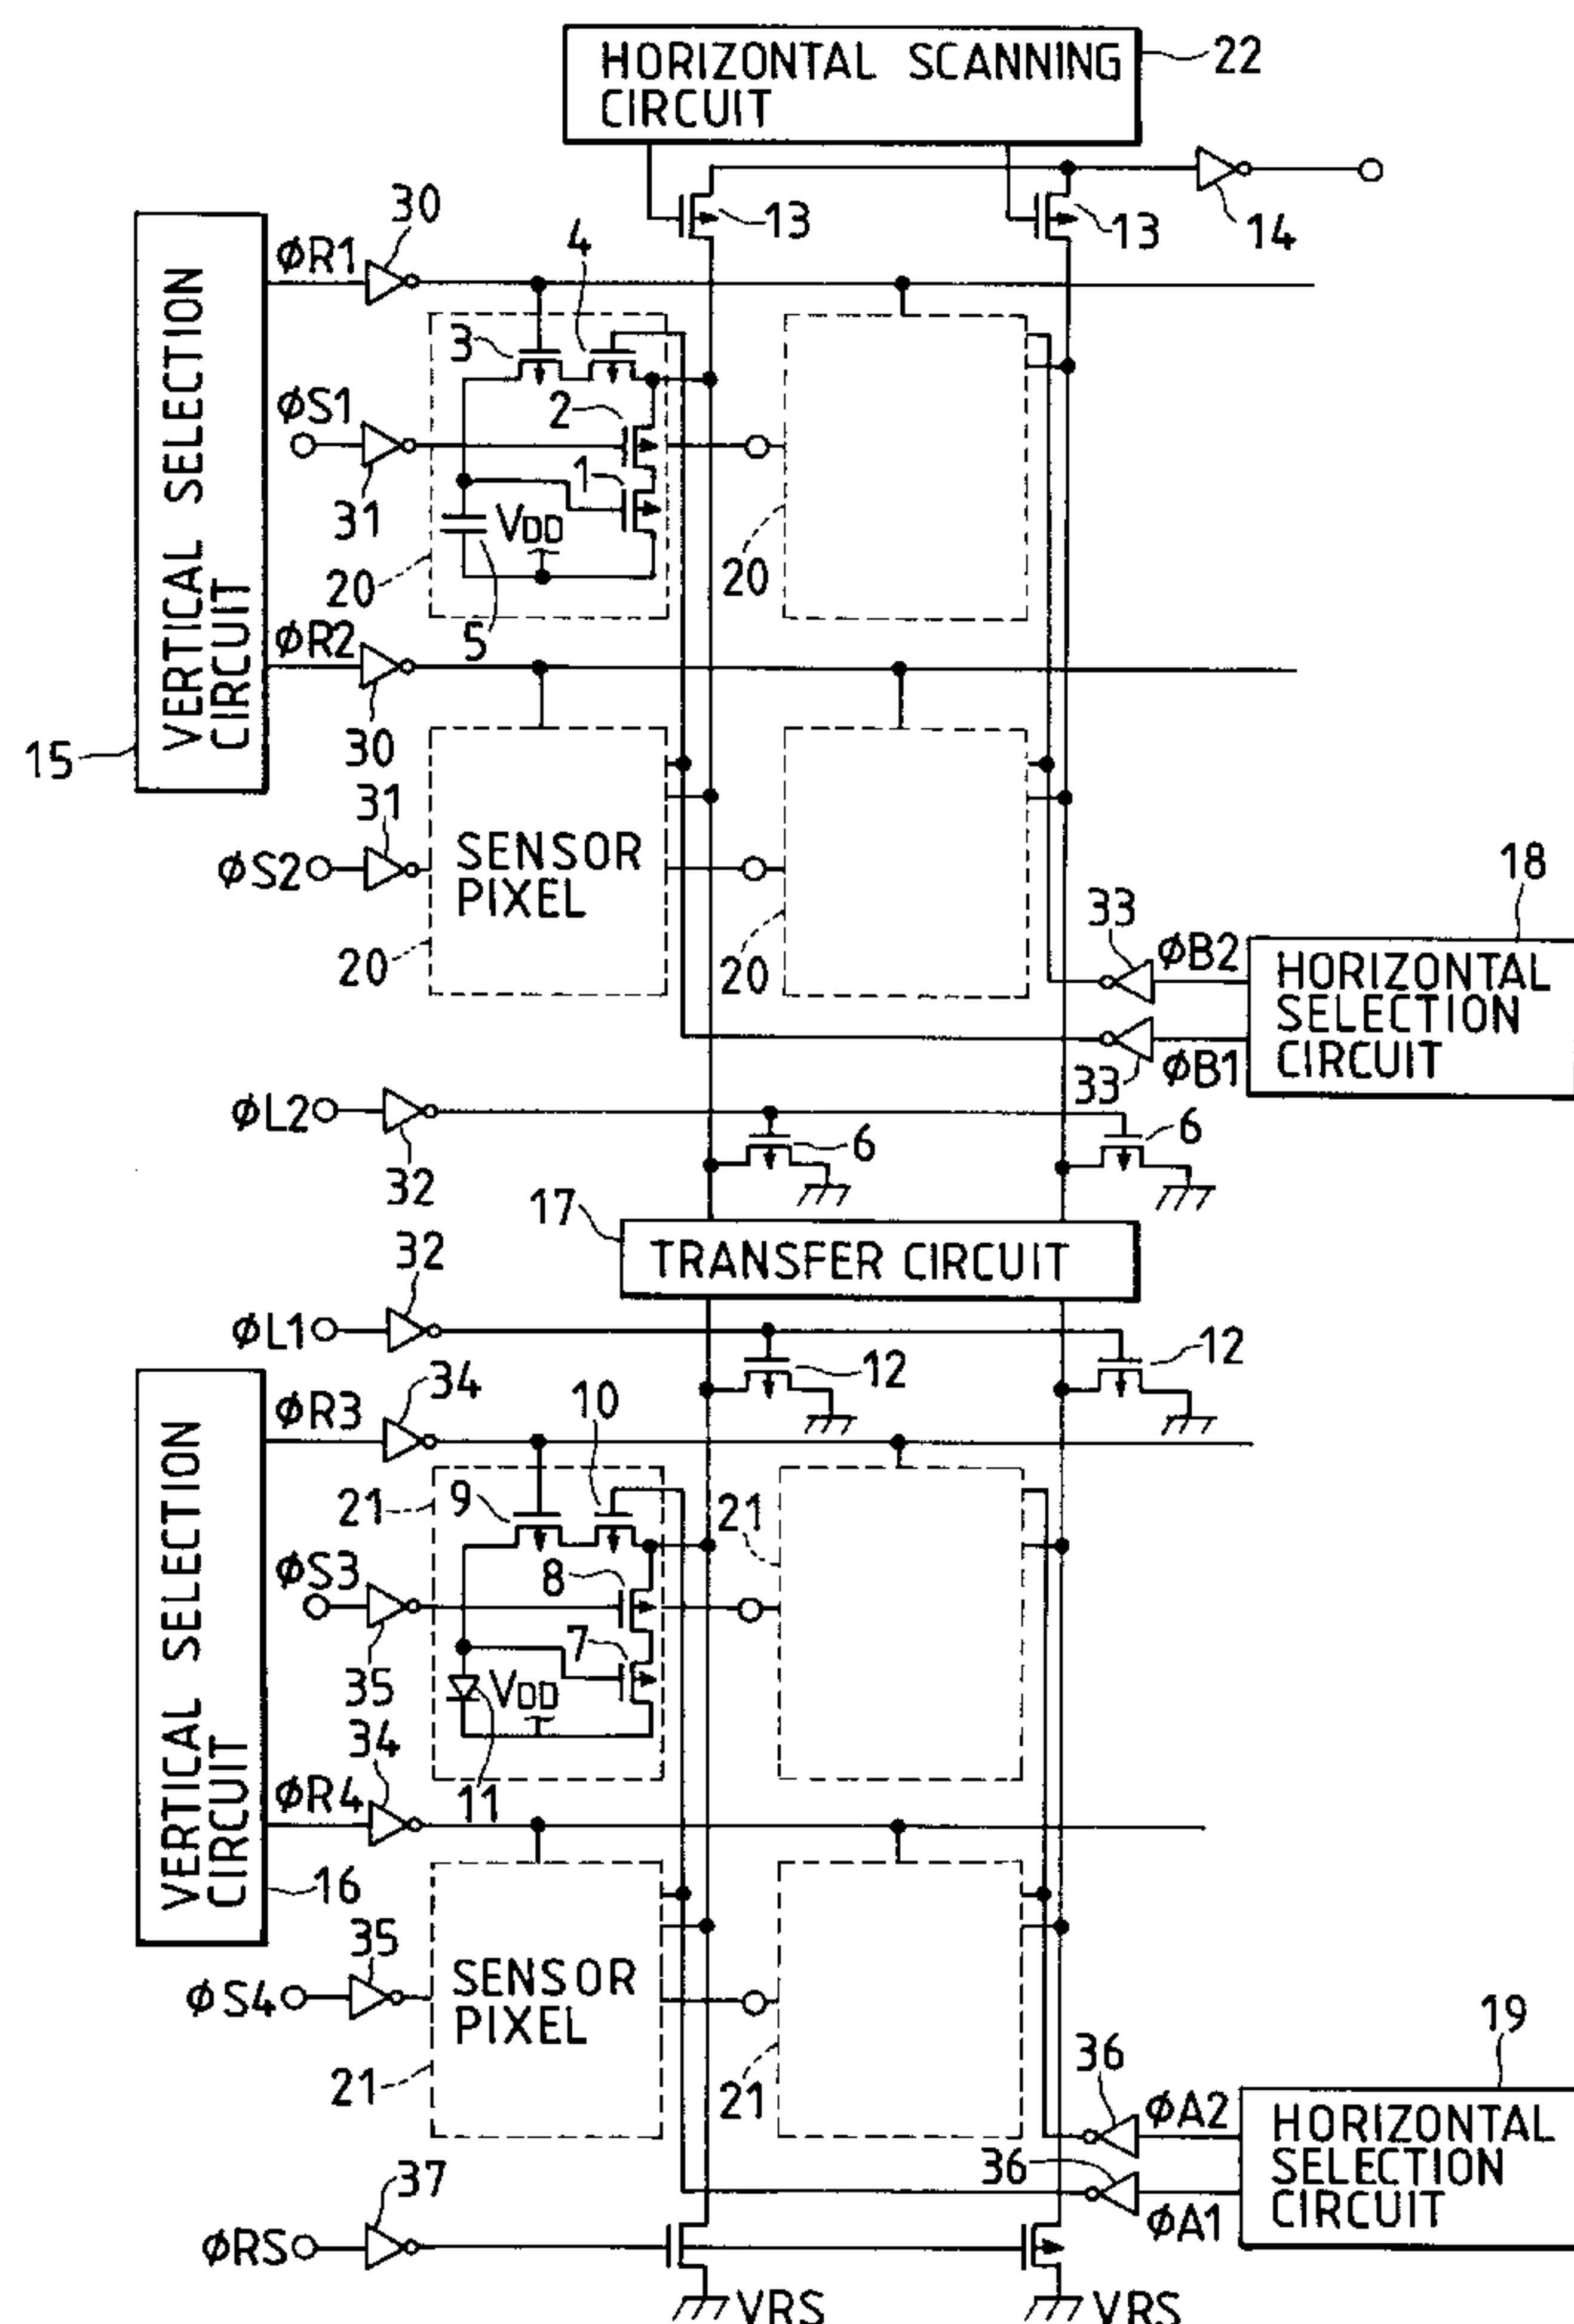 HORIZONTAL SCANNING
CIRCUIT
22
30
4
13
13
14
ØR1
3
ØS1
2
1
31
VDD
20
5
20
VERTICAL SELECTION
CIRCUIT
15
ØR2
30
31
ØS2
SENSOR
PIXEL
20
20
18
33
ØB2
HORIZONTAL
SELECTION
CIRCUIT
33
ØB1
ØL2
32
6
6
17
TRANSFER CIRCUIT
32
ØL1
12
12
34
10
ØR3
21
9
21
ØS3
8
7
35
VDD
34
11
ØR4
VERTICAL SELECTION
CIRCUIT
16
35
ØS4
SENSOR
PIXEL
21
21
19
36
ØA2
HORIZONTAL
SELECTION
CIRCUIT
36
ØA1
37
ØRS
VRS
VRS